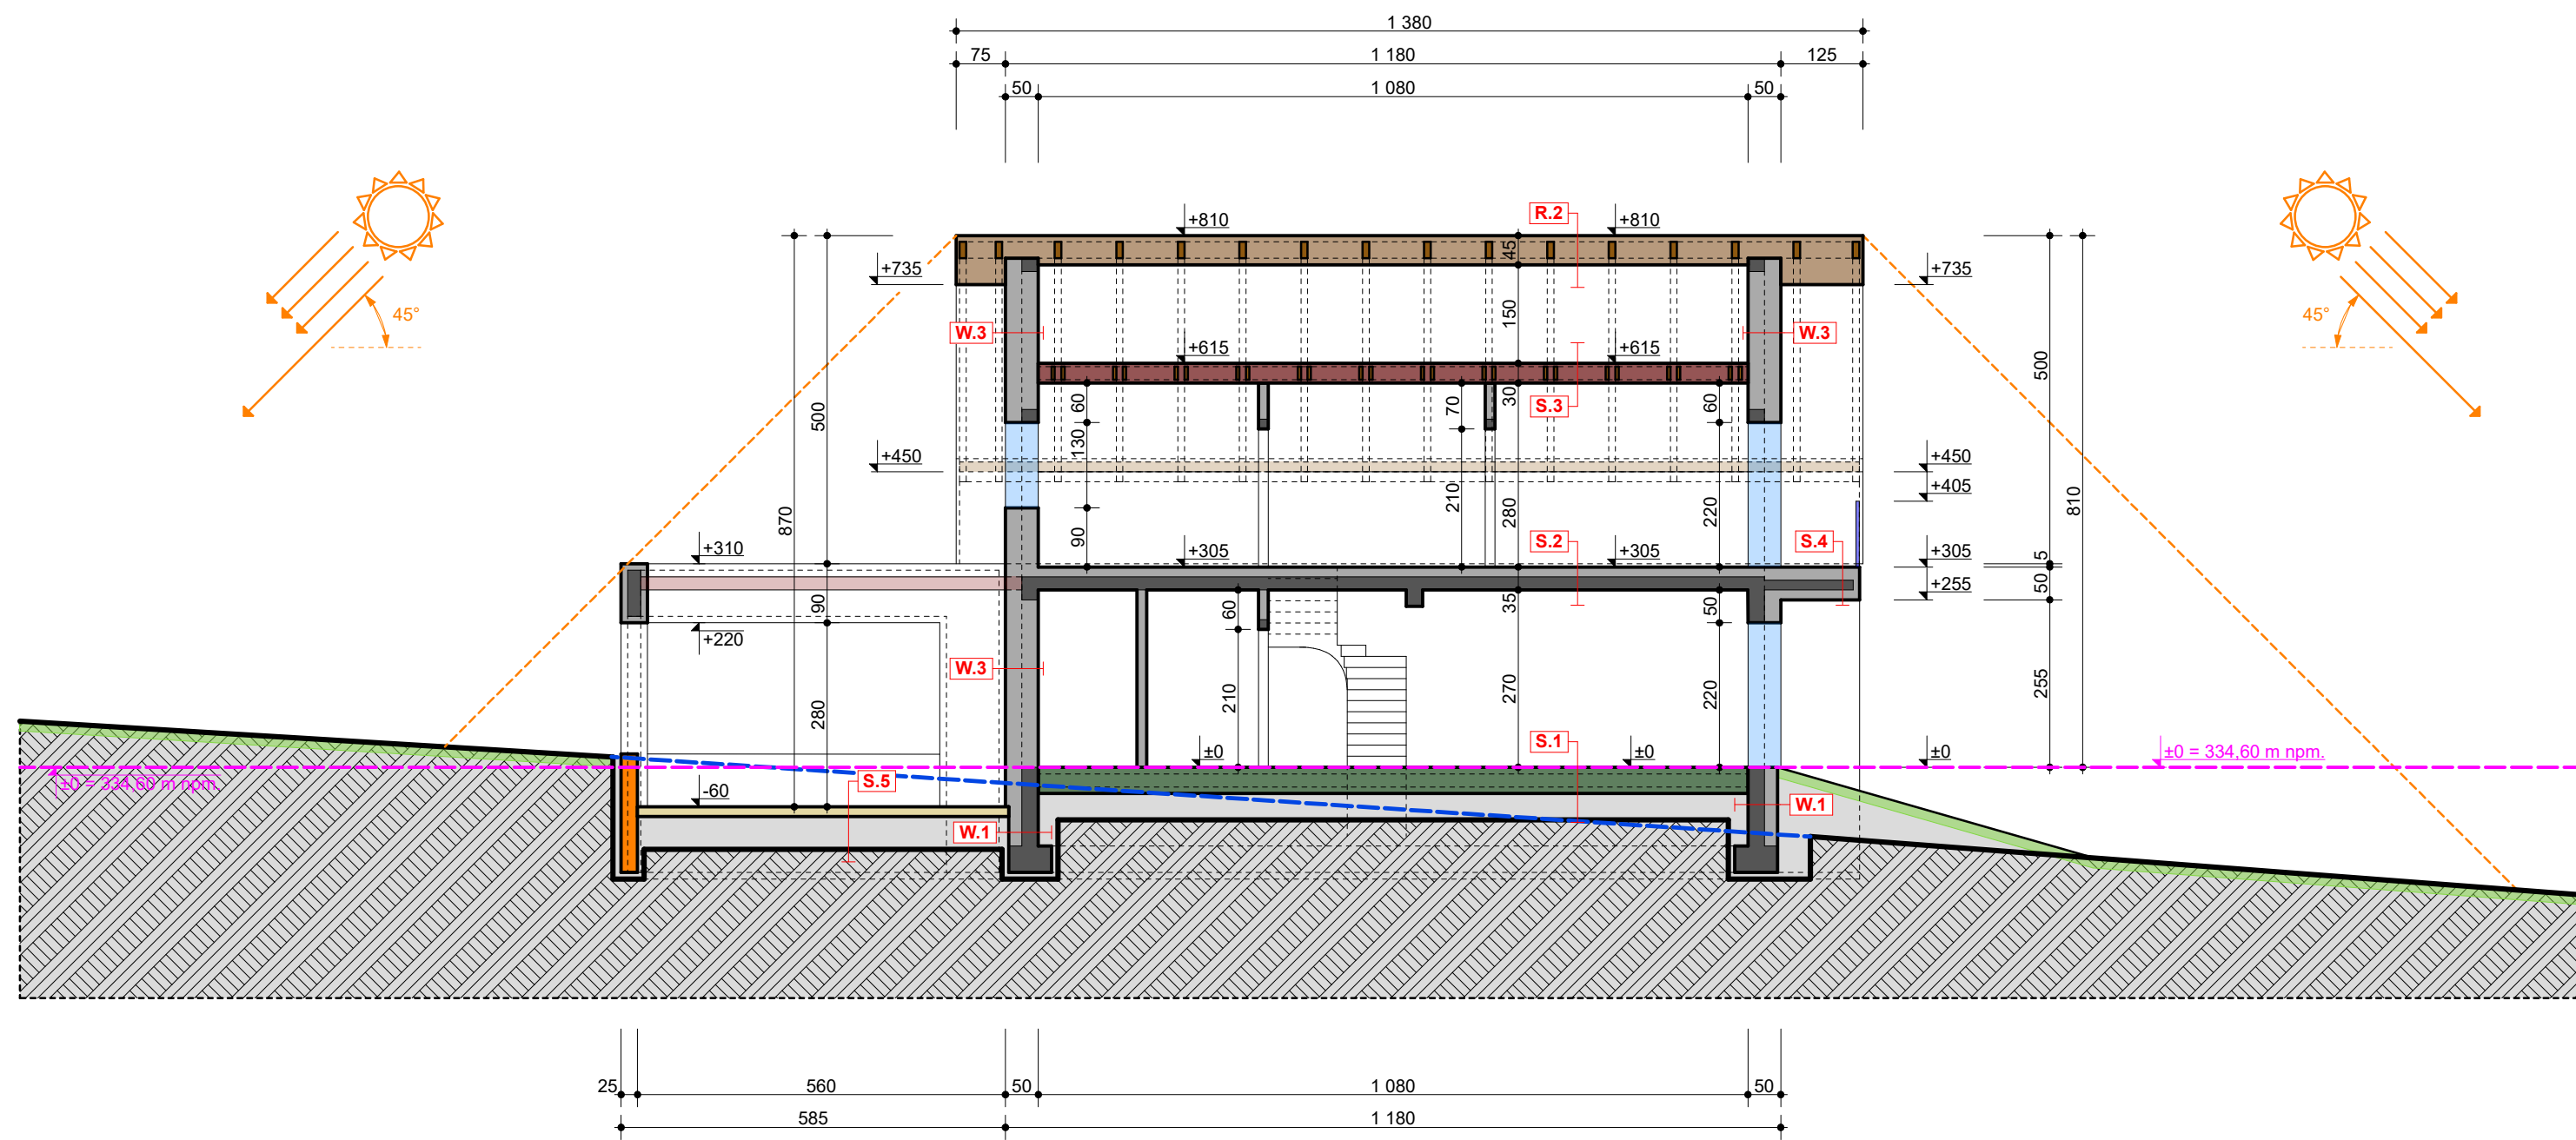 1 380
75 1 180 125
50 1 080 50
+810 R.2 +810
45
+735 +735
45° 45°
150
W.3 W.3
+615 +615
500 500
60 70 30 S.3 60
130
+450 +450
+405
870 210 280 220 810
90
+310 +305 S.2 +305 S.4 +305
5
+255
50
90 60 35 50
+220
W.3
280 210 270 220 255
±0 S.1 ±0 ±0 ±0 = 334,60 m npm.
±0 = 334,60 m npm. S.5
-60
W.1 W.1
25 560 50 1 080 50
585 1 180